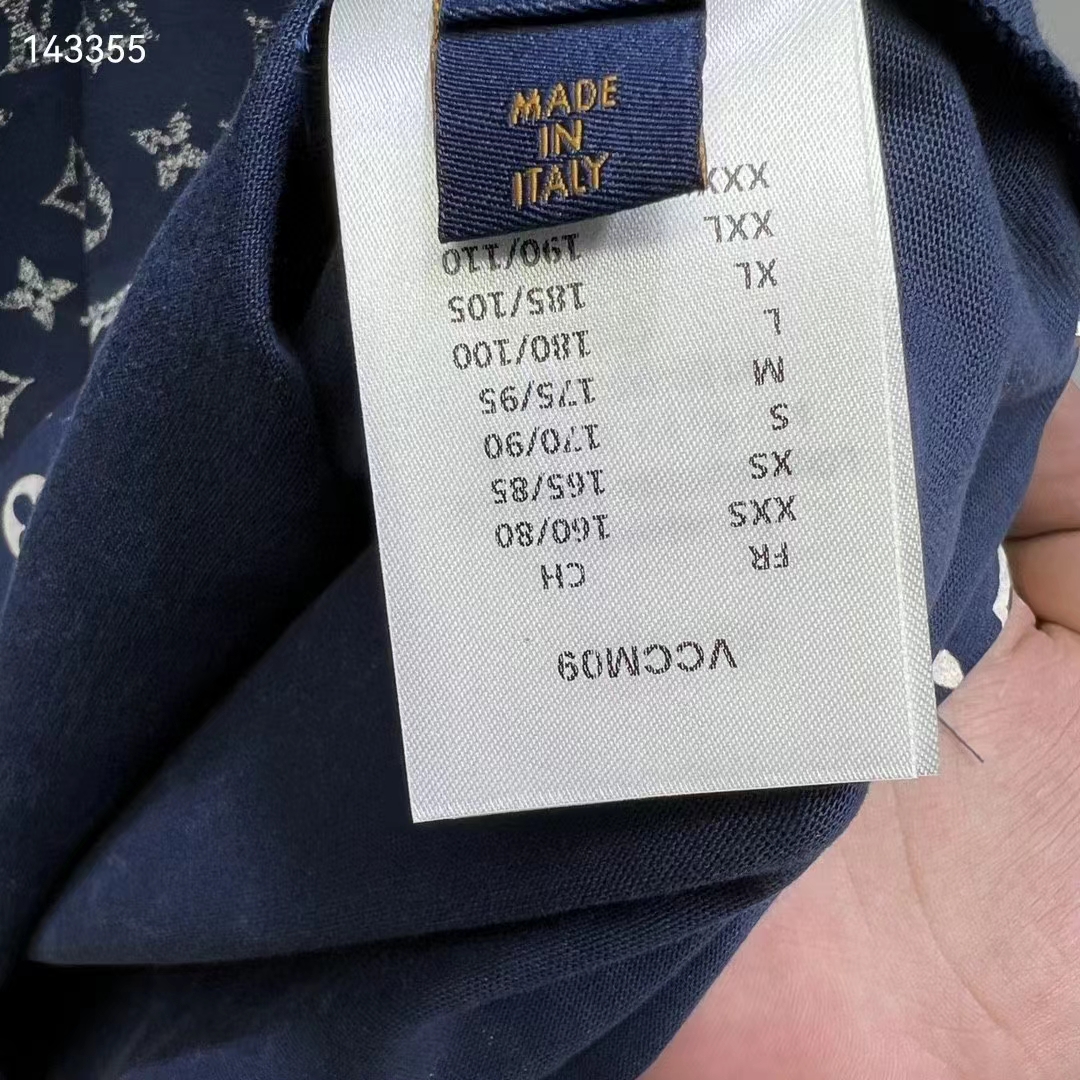 143355
MADE
IN
ITALY
VCCM09
FR CH
XXS 160/80
XS 165/85
S 170/90
M 175/95
L 180/100
XL 185/105
XXL 190/110